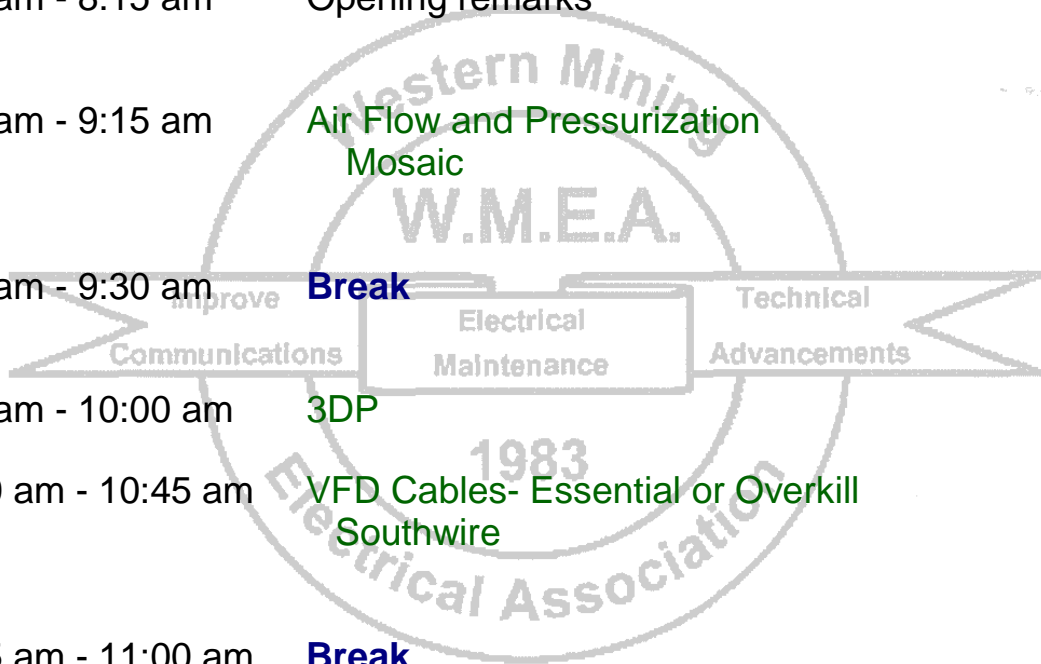 am - 8:15 am Opening remarks
Western Mining
am - 9:15 am Air Flow and Pressurization
Mosaic
W.M.E.A.
am - 9:30 am Break
Improve Technical
Electrical
Communications Advancements
Maintenance
am - 10:00 am 3DP
1983
am - 10:45 am VFD Cables- Essential or Overkill
Southwire
Electrical Association
am - 11:00 am Break